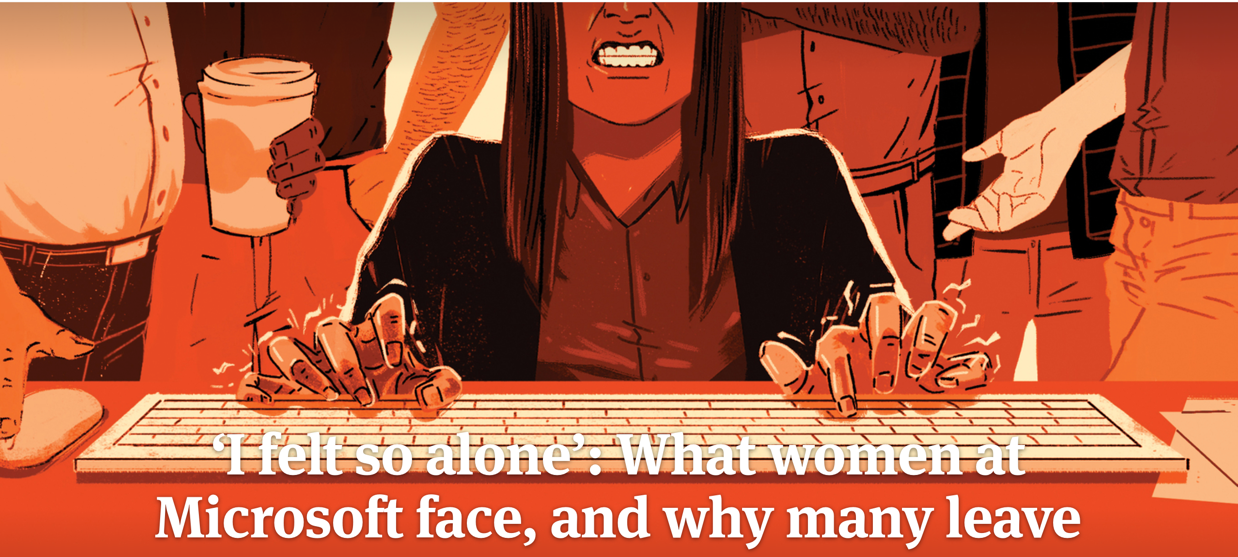 ‘I felt so alone’: What women at
Microsoft face, and why many leave